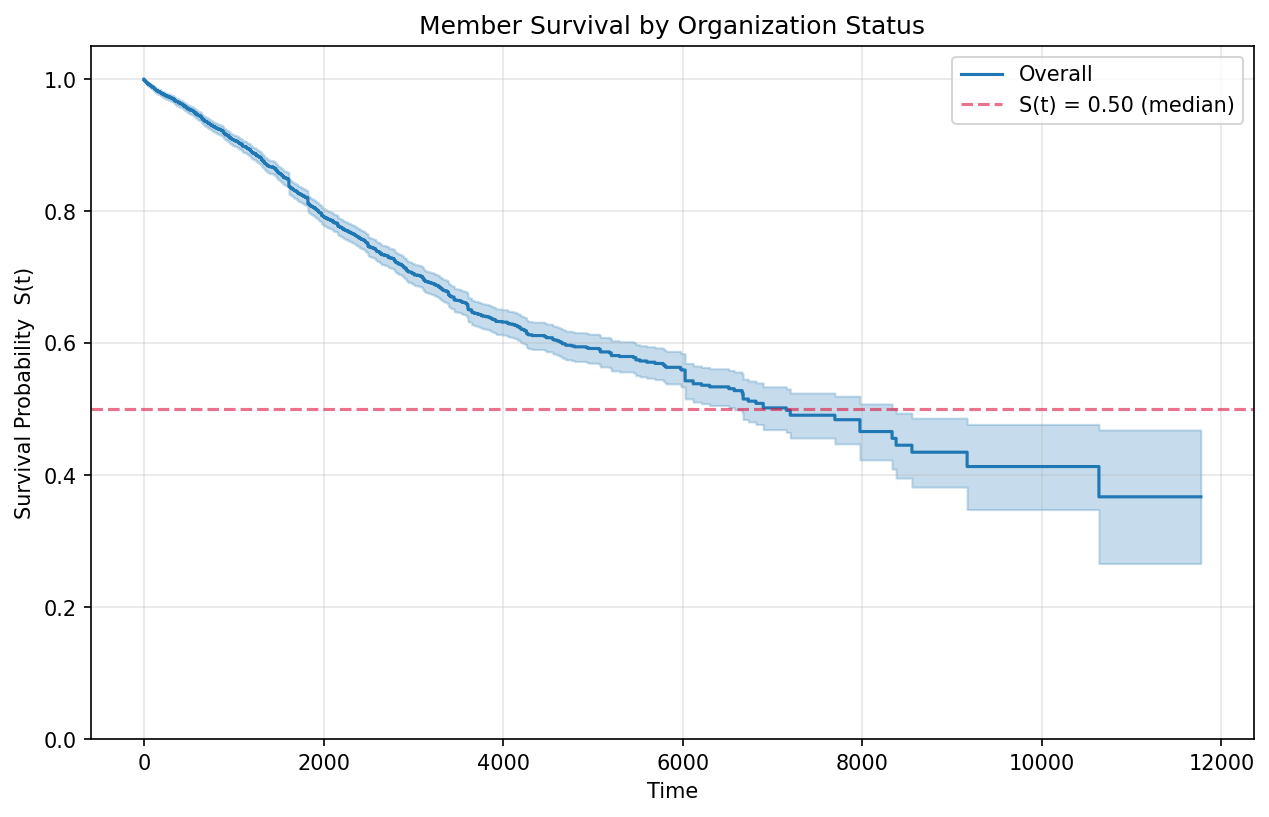 Member Survival by Organization Status
Overall
S(t) = 0.50 (median)
Survival Probability  S(t)
1.0
0.8
0.6
0.4
0.2
0.0
0
2000
4000
6000
8000
10000
12000
Time